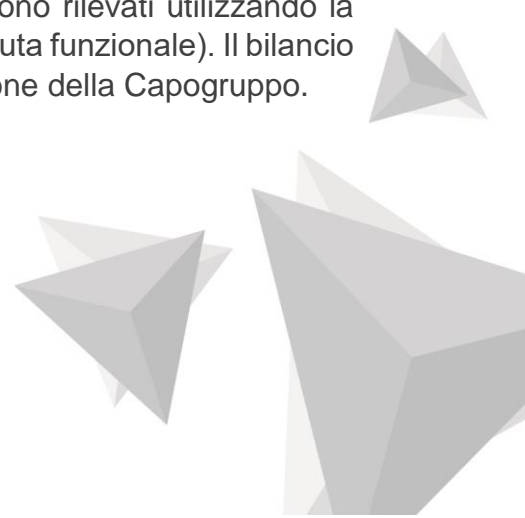 ono rilevati utilizzando la
uta funzionale). Il bilancio
one della Capogruppo.